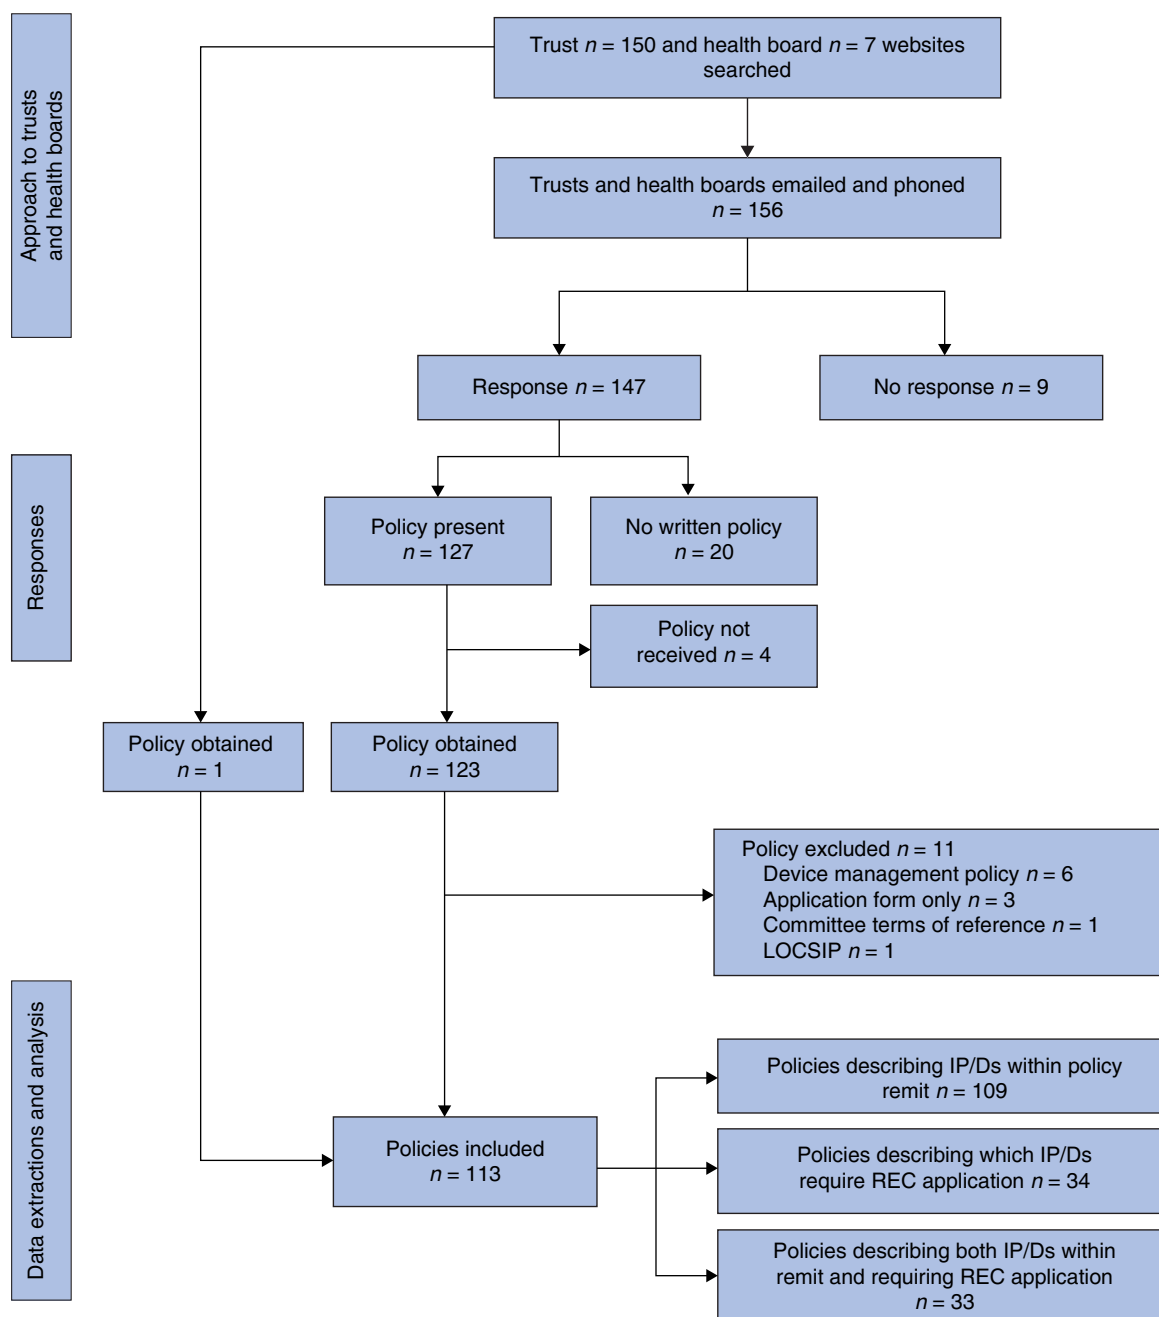 Approach to trusts
and health boards
Trust n = 150 and health board n = 7 websites
searched
Trusts and health boards emailed and phoned
n = 156
Response n = 147
No response n = 9
Responses
Policy present
n = 127
No written policy
n = 20
Policy not
received n = 4
Policy obtained
n = 1
Policy obtained
n = 123
Policy excluded n = 11
Device management policy n = 6
Application form only n = 3
Committee terms of reference n = 1
LOCSIP n = 1
Data extractions and analysis
Policies included
n = 113
Policies describing IP/Ds within policy
remit n = 109
Policies describing which IP/Ds
require REC application n = 34
Policies describing both IP/Ds within
remit and requiring REC application
n = 33